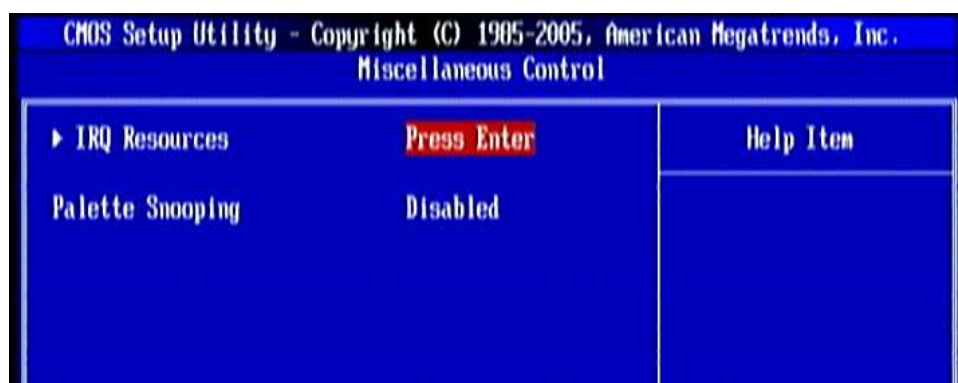 CMOS Setup Utility - Copyright (C) 1985-2005, American Megatrends, Inc.
Miscellaneous Control
▶ IRQ Resources Press Enter Help Item
Palette Snooping Disabled